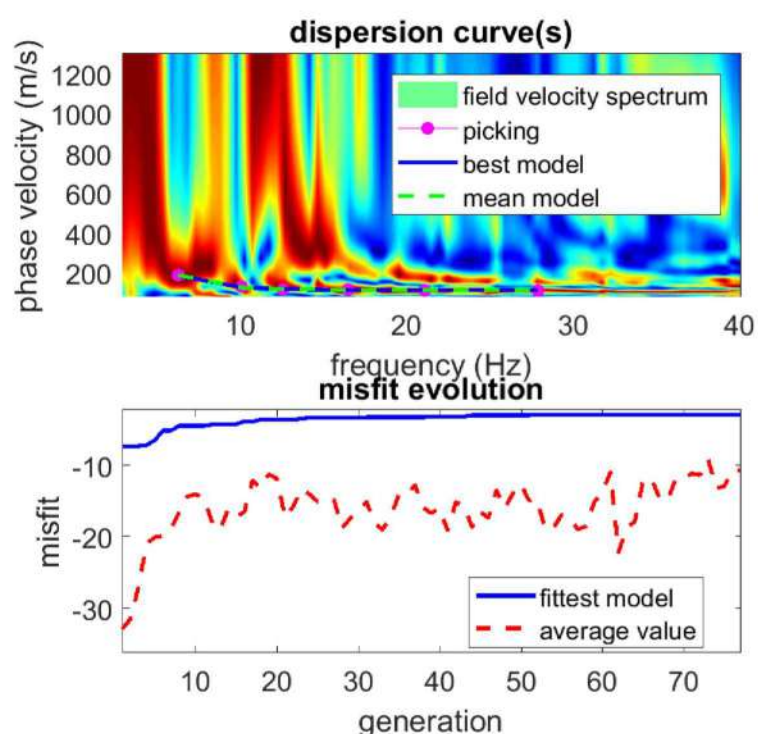 dispersion curve(s)
phase velocity (m/s)
1200
1000
800
600
400
200
field velocity spectrum
picking
best model
mean model
10
20
30
40
frequency (Hz)
misfit evolution
misfit
-10
-20
-30
fittest model
average value
10
20
30
40
50
60
70
generation